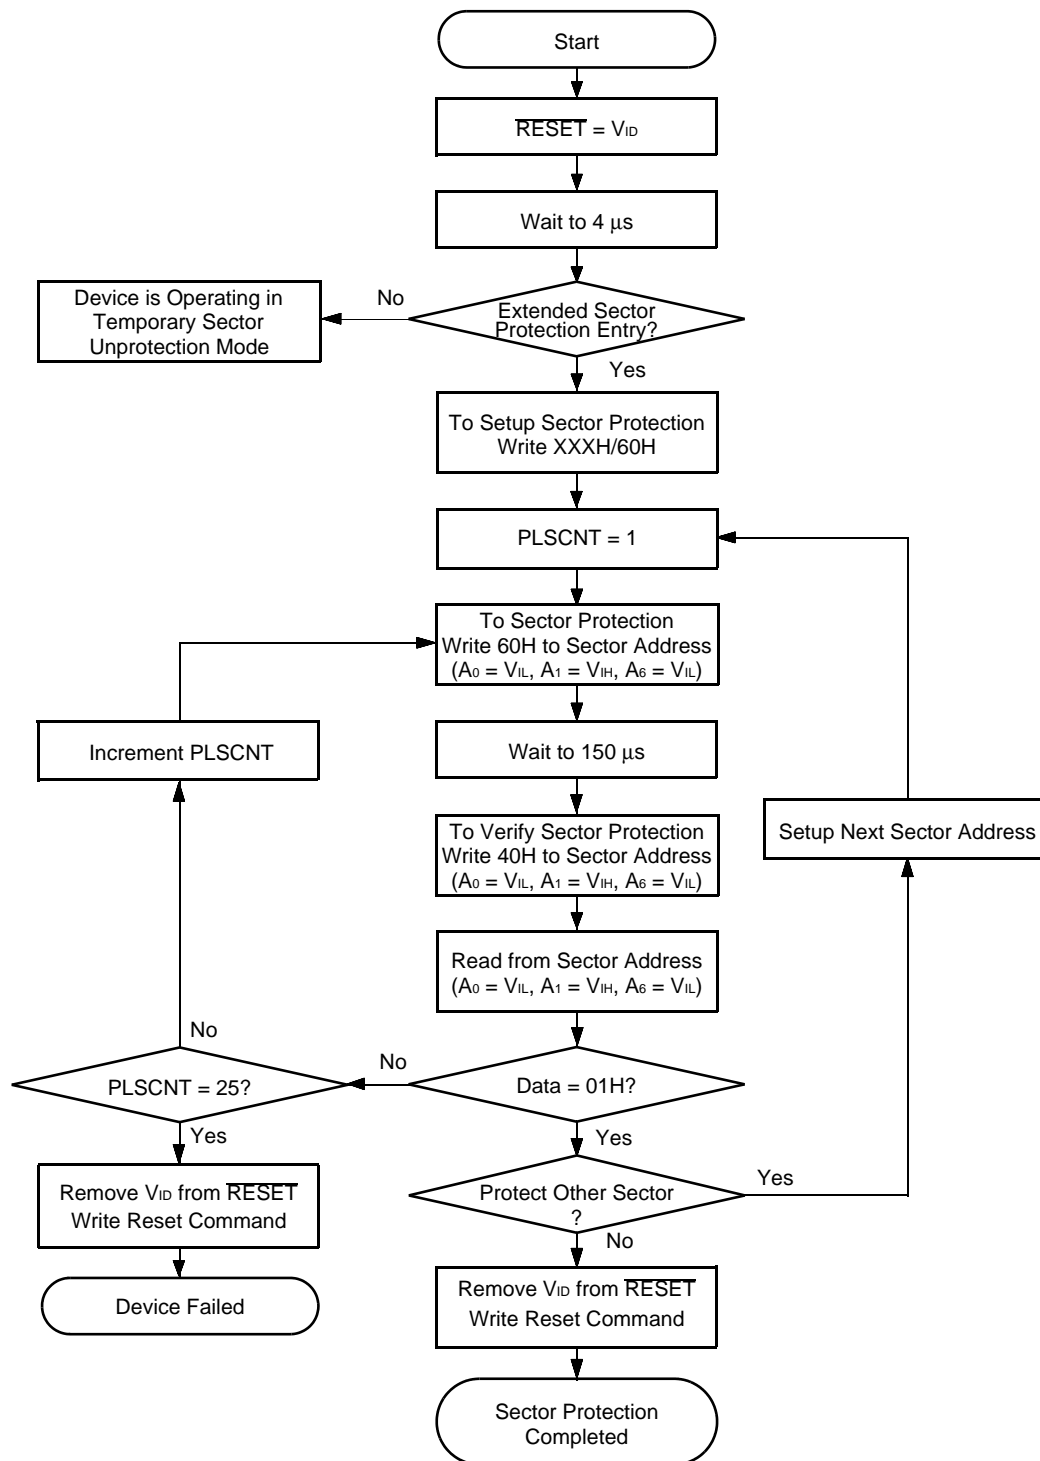 Start
RESET = VID
Wait to 4 μs
No
Device is Operating in
Temporary Sector
Unprotection Mode
Extended Sector
Protection Entry?
Yes
To Setup Sector Protection
Write XXXH/60H
PLSCNT = 1
To Sector Protection
Write 60H to Sector Address
(A0 = VIL, A1 = VIH, A6 = VIL)
Increment PLSCNT
Wait to 150 μs
To Verify Sector Protection
Write 40H to Sector Address
(A0 = VIL, A1 = VIH, A6 = VIL)
Setup Next Sector Address
Read from Sector Address
(A0 = VIL, A1 = VIH, A6 = VIL)
No
No
PLSCNT = 25?
Data = 01H?
Yes
Yes
Remove VID from RESET
Write Reset Command
Protect Other Sector
?
Yes
No
Device Failed
Remove VID from RESET
Write Reset Command
Sector Protection
Completed